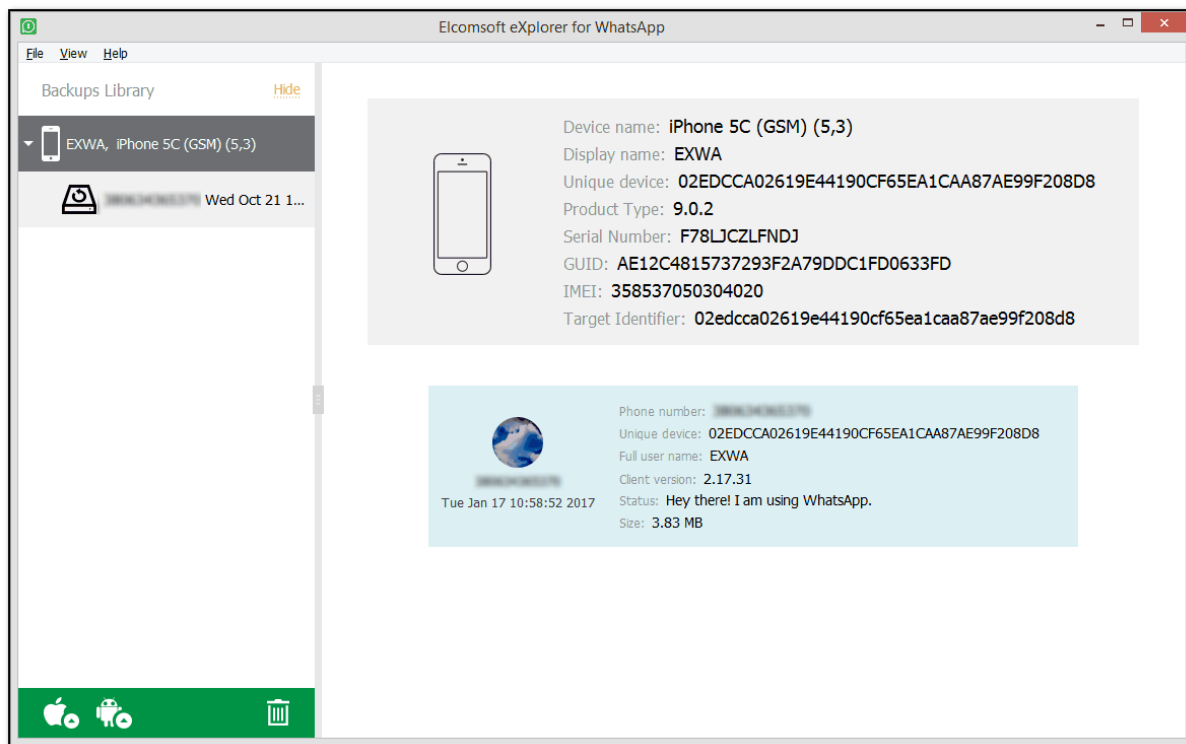 Elcomsoft eXplorer for WhatsApp
File View Help
Backups Library Hide
EXWA, iPhone 5C (GSM) (5,3)
Wed Oct 21 1...
Device name: iPhone 5C (GSM) (5,3)
Display name: EXWA
Unique device: 02EDCCA02619E44190CF65EA1CAA87AE99F208D8
Product Type: 9.0.2
Serial Number: F78LJCZLFNDJ
GUID: AE12C4815737293F2A79DDC1FD0633FD
IMEI: 358537050304020
Target Identifier: 02edcca02619e44190cf65ea1caa87ae99f208d8
Tue Jan 17 10:58:52 2017
Phone number:
Unique device: 02EDCCA02619E44190CF65EA1CAA87AE99F208D8
Full user name: EXWA
Client version: 2.17.31
Status: Hey there! I am using WhatsApp.
Size: 3.83 MB